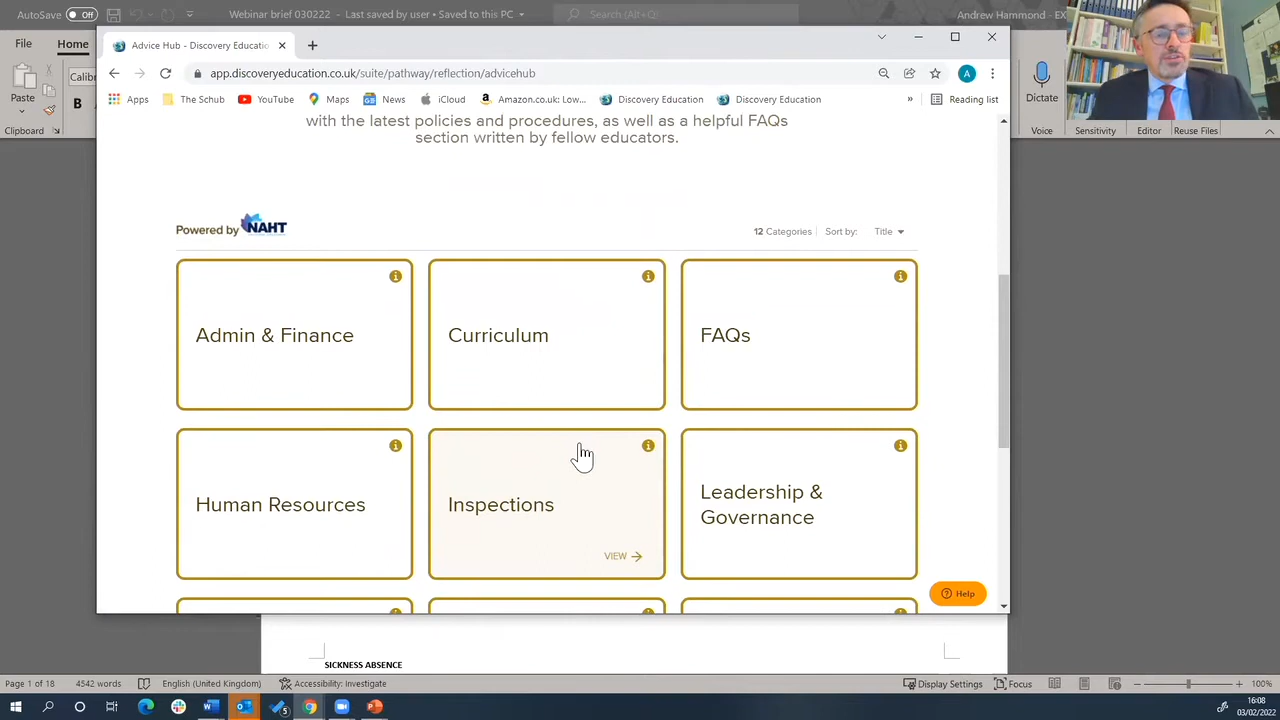 AutoSave Off
Webinar brief 030222 - Last saved by user • Saved to this PC
Search (Alt+Q)
Andrew Hammond - EX
File Home
Advice Hub - Discovery Educatio
app.discoveryeducation.co.uk/suite/pathway/reflection/advicehub
A
Apps The Schub YouTube Maps News iCloud Amazon.co.uk: Low... Discovery Education Discovery Education » Reading list
Paste
Calibr
B
Clipboard
Dictate
Voice Sensitivity Editor Reuse Files
with the latest policies and procedures, as well as a helpful FAQs
section written by fellow educators.
Powered by NAHT
12 Categories Sort by: Title
Admin & Finance
Curriculum
FAQs
Human Resources
Inspections
VIEW →
Leadership &
Governance
Help
SICKNESS ABSENCE
Page 1 of 18 4542 words English (United Kingdom) Accessibility: Investigate Display Settings Focus 100%
16:08
03/02/2022